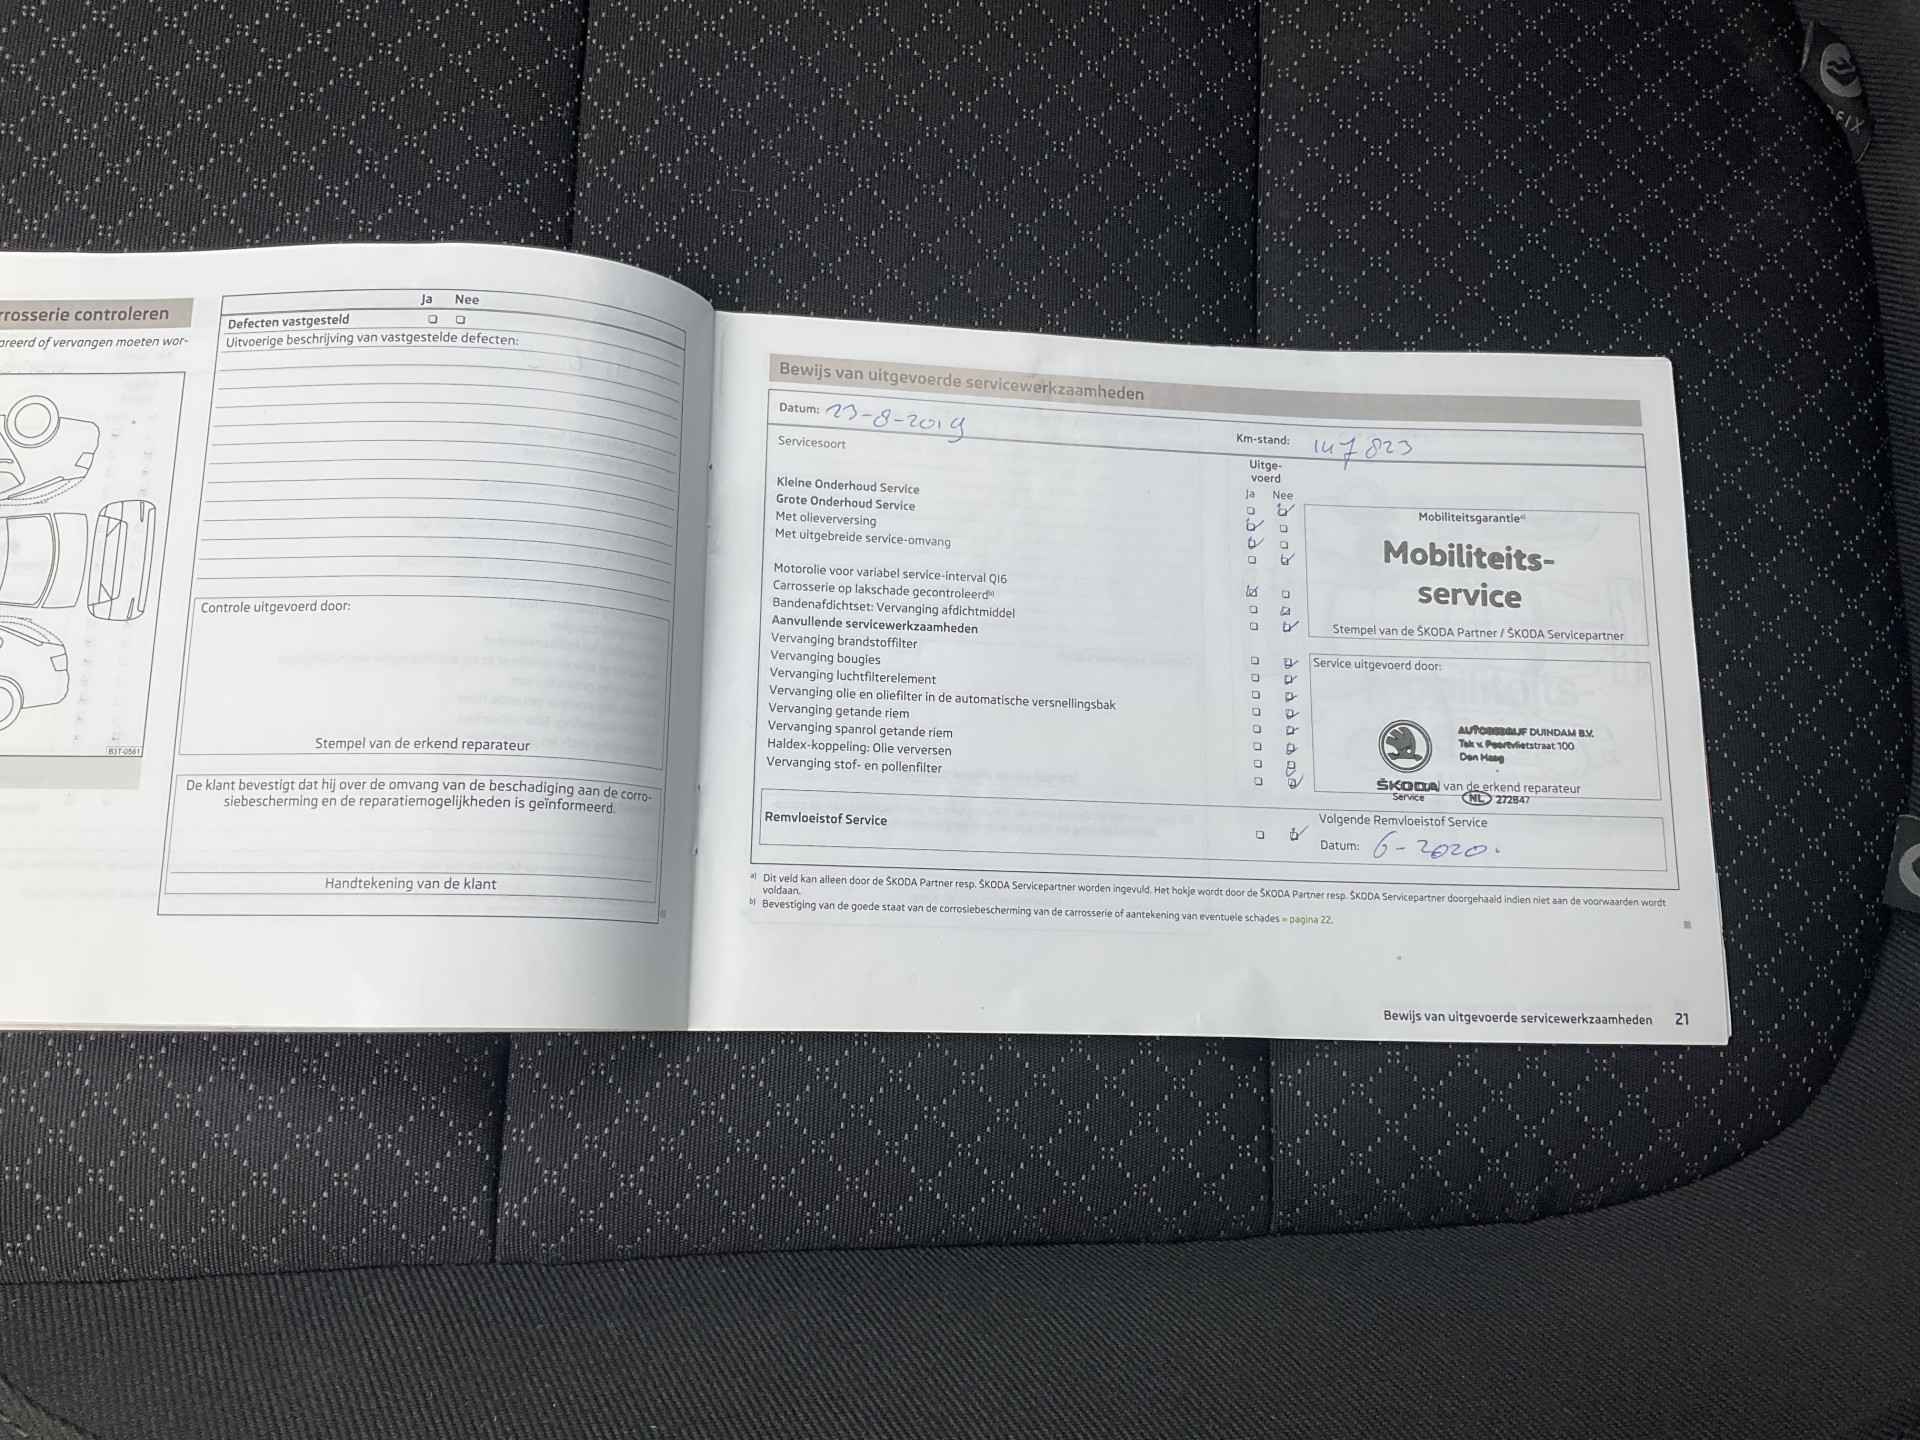 rrosserie controleren
areerd of vervangen moeten wor-
B3T-0561
Ja Nee
Defecten vastgesteld
Uitvoerige beschrijving van vastgestelde defecten:
Controle uitgevoerd door:
Stempel van de erkend reparateur
De klant bevestigt dat hij over de omvang van de beschadiging aan de corro-
siebescherming en de reparatiemogelijkheden is geïnformeerd.
Handtekening van de klant
Bewijs van uitgevoerde servicewerkzaamheden
Datum: 23-8-2019
Km-stand: 147 823
Servicesoort
Uitge-
voerd
Ja Nee
Kleine Onderhoud Service
Grote Onderhoud Service
Met olieverversing
Met uitgebreide service-omvang
Motorolie voor variabel service-interval QI6
Carrosserie op lakschade gecontroleerd b)
Bandenafdichtset: Vervanging afdichtmiddel
Aanvullende servicewerkzaamheden
Vervanging brandstoffilter
Vervanging bougies
Vervanging luchtfilterelement
Vervanging olie en oliefilter in de automatische versnellingsbak
Vervanging getande riem
Vervanging spanrol getande riem
Haldex-koppeling: Olie verversen
Vervanging stof- en pollenfilter
Mobiliteitsgarantie a)
Mobiliteits-
service
Stempel van de ŠKODA Partner / ŠKODA Servicepartner
Service uitgevoerd door:
AUTOBEDRIJF DUINDAM B.V.
Tak v. Poortvlietstraat 100
Den Haag
ŠKODA l van de erkend reparateur
Service NL 272847
Remvloeistof Service
Volgende Remvloeistof Service
Datum: 6-2020.
a) Dit veld kan alleen door de ŠKODA Partner resp. ŠKODA Servicepartner worden ingevuld. Het hokje wordt door de ŠKODA Partner resp. ŠKODA Servicepartner doorgehaald indien niet aan de voorwaarden wordt
voldaan.
b) Bevestiging van de goede staat van de corrosiebescherming van de carrosserie of aantekening van eventuele schades » pagina 22.
Bewijs van uitgevoerde servicewerkzaamheden 21